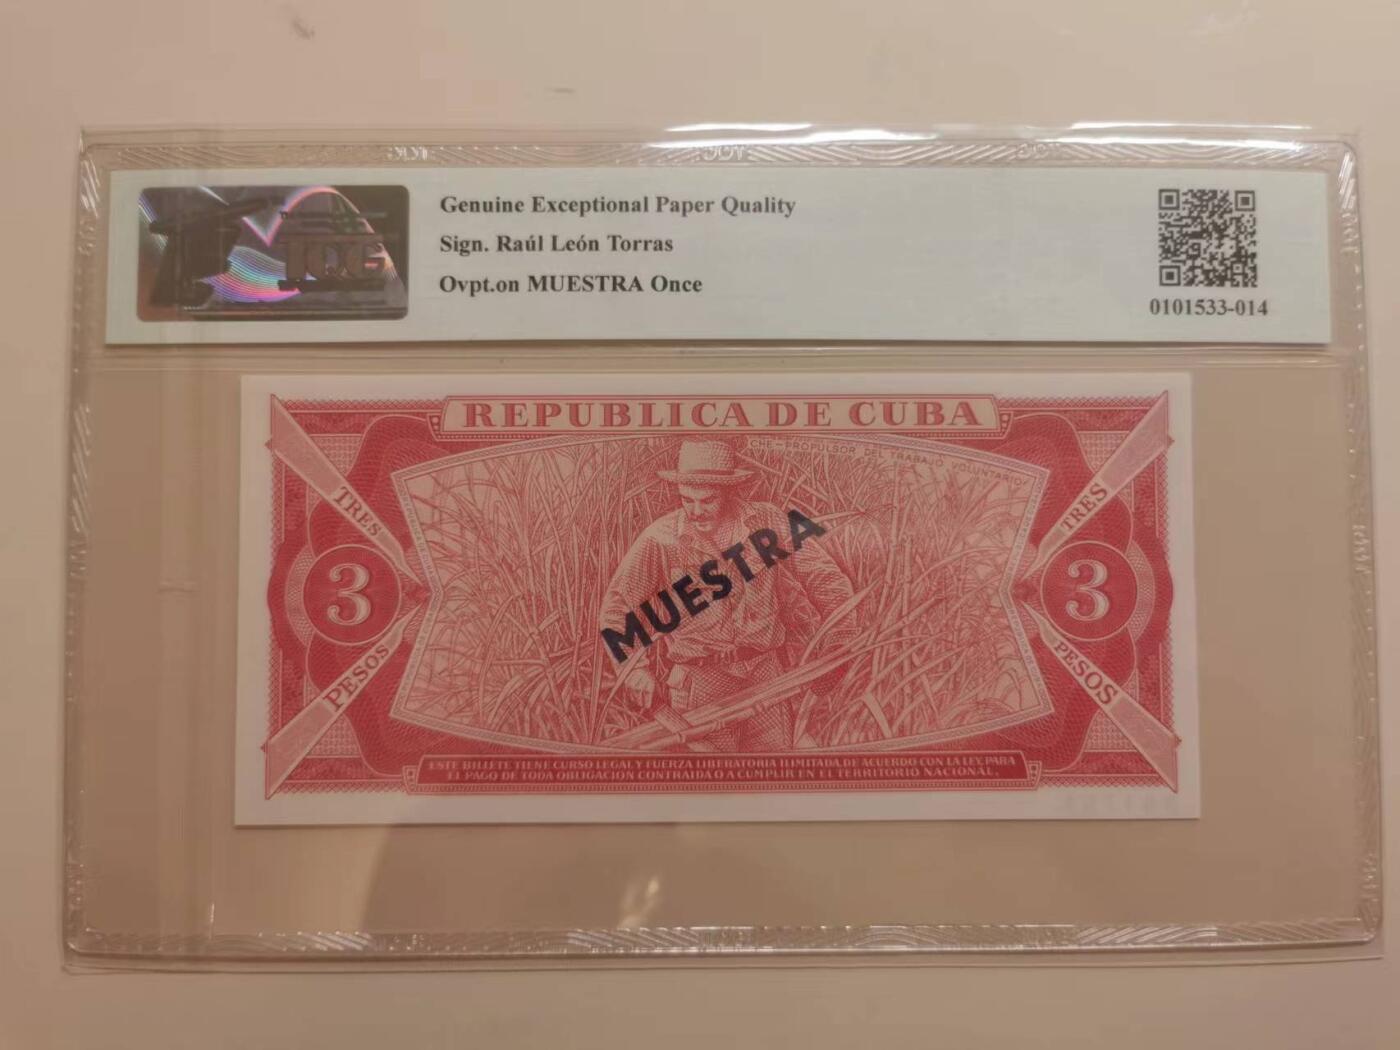 TQG
Genuine Exceptional Paper Quality
Sign. Raúl León Torras
Ovpt.on MUESTRA Once
0101533-014
REPUBLICA DE CUBA
CHE-PROPULSOR DEL TRABAJO VOLUNTARIO
TRES
TRES
3
MUESTRA
3
PESOS
PESOS
ESTE BILLETE TIENE CURSO LEGAL Y FUERZA LIBERATORIA ILIMITADA, DE ACUERDO CON LA LEY, PARA
EL PAGO DE TODA OBLIGACION CONTRAIDA O A CUMPLIR EN EL TERRITORIO NACIONAL.